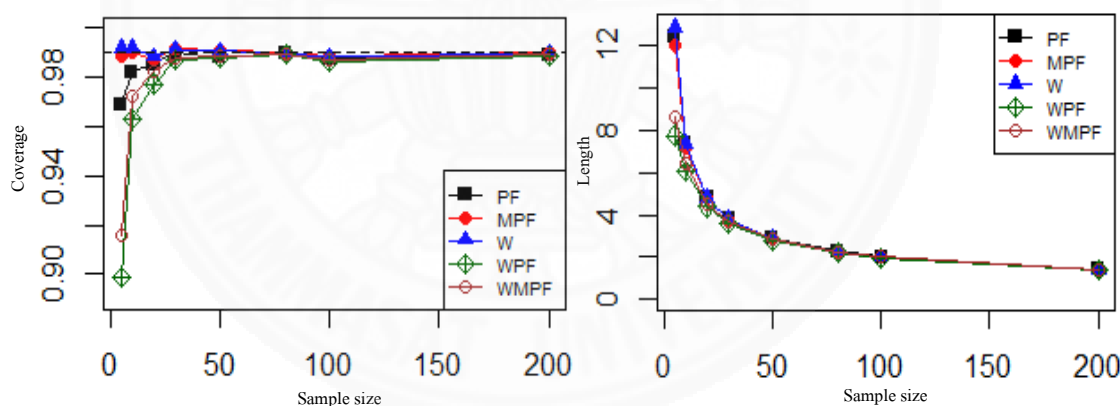 Coverage
0.98
0.94
0.90
PF
MPF
W
WPF
WMPF
0
50
100
150
200
Sample size
Length
12
8
4
0
PF
MPF
W
WPF
WMPF
0
50
100
150
200
Sample size